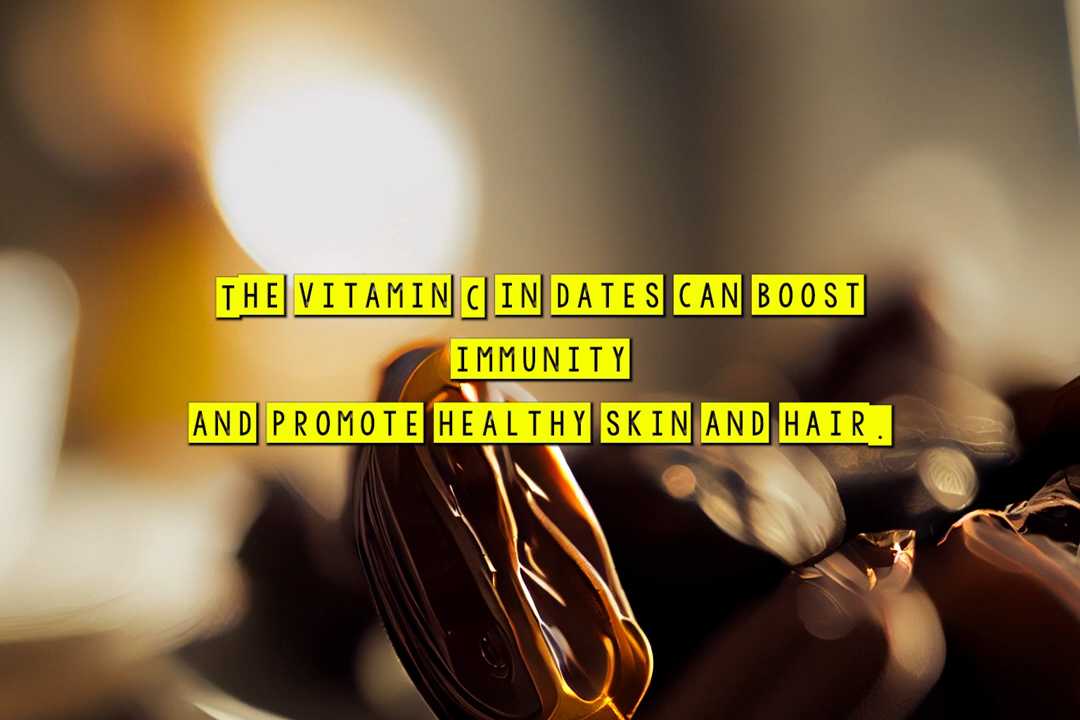 THE VITAMIN C IN DATES CAN BOOST
IMMUNITY
AND PROMOTE HEALTHY SKIN AND HAIR.